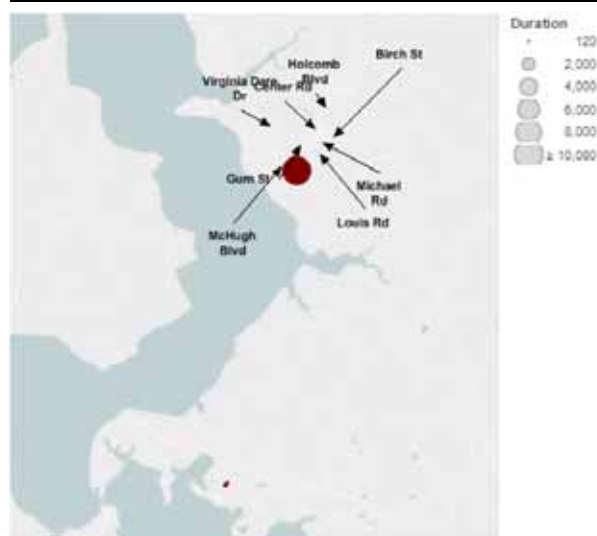 Duration
120
2,000
4,000
6,000
8,000
≥ 10,000
Birch St
Holcomb
Blvd
Virginia Dare
Dr
Center Rd
Gum St
Michael
Rd
Louis Rd
McHugh
Blvd